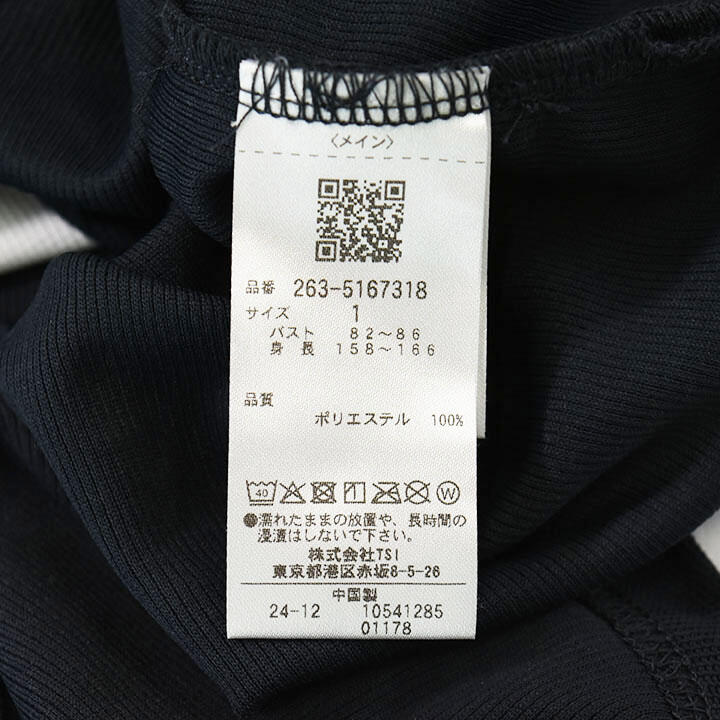 〈メイン〉
品番 263-5167318
サイズ 1
バスト 82～86
身長 158～166
品質
ポリエステル 100%
40 W
●濡れたままの放置や、長時間の
浸漬はしないで下さい。
株式会社TSI
東京都港区赤坂8-5-26
中国製
24-12 10541285
01178